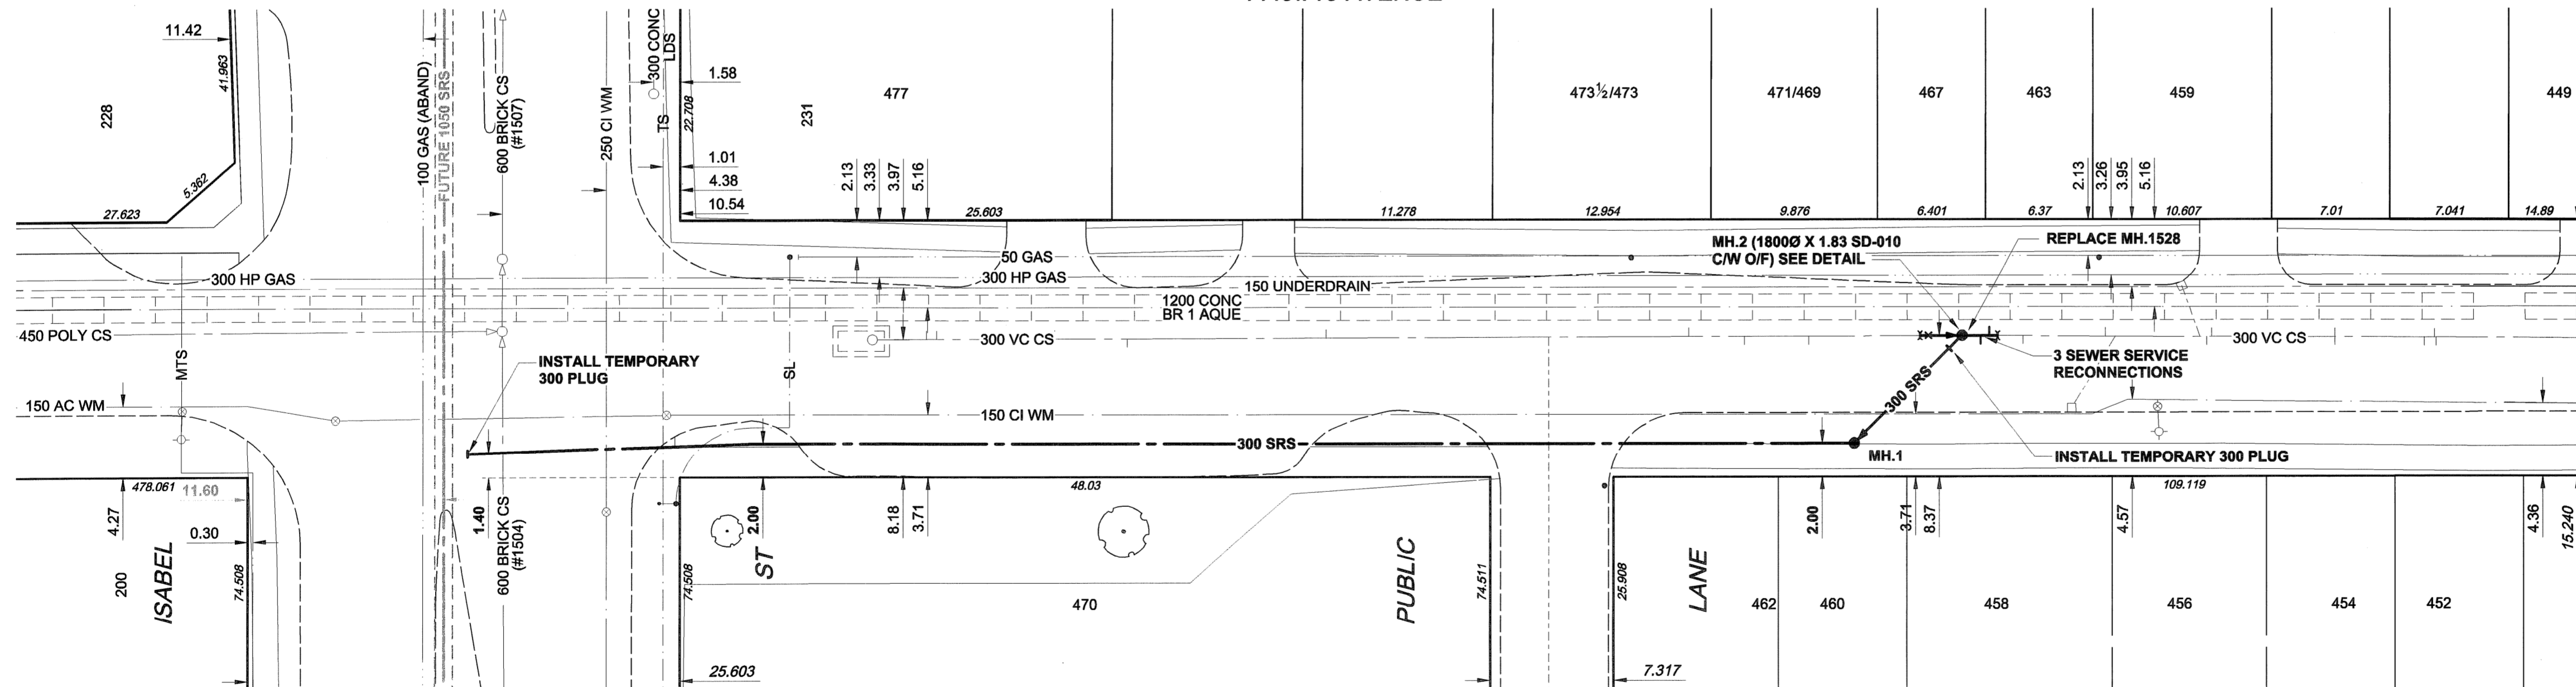 11.42
41.963
228
5.362
27.623
100 GAS (ABAND)
FUTURE 1050 SRS
600 BRICK CS
(#1507)
250 CI WM
300 CONC
LDS
TS
22.708
1.58
1.01
4.38
10.54
231
477
2.13
3.33
3.97
5.16
25.603
11.278
473½/473
12.954
471/469
9.876
467
6.401
463
6.37
459
2.13
3.26
3.95
5.16
10.607
7.01
7.041
449
14.89
MH.2 (1800Ø X 1.83 SD-010
C/W O/F) SEE DETAIL
REPLACE MH.1528
50 GAS
300 HP GAS
300 HP GAS
150 UNDERDRAIN
1200 CONC
BR 1 AQUE
450 POLY CS
300 VC CS
300 VC CS
MTS
INSTALL TEMPORARY
300 PLUG
SL
3 SEWER SERVICE
RECONNECTIONS
300 SRS
150 AC WM
150 CI WM
300 SRS
MH.1
INSTALL TEMPORARY 300 PLUG
478.061
11.60
48.03
109.119
4.27
0.30
1.40
600 BRICK CS
(#1504)
2.00
8.18
3.71
2.00
3.71
8.37
4.57
4.36
15.240
200
ISABEL
74.508
ST
74.508
470
PUBLIC
74.511
25.908
LANE
462
460
458
456
454
452
25.603
7.317